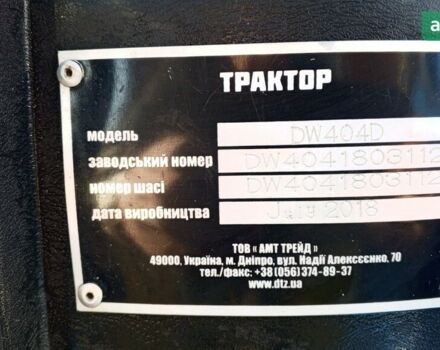 ТРАКТОР
модель DW404D
заводський номер DW4041803112
номер шасі DW4041803112
дата виробництва July 2018
ТОВ « АМТ ТРЕЙД »
49000, Україна, м. Дніпро, вул. Надії Алексєєнко, 70
тел./факс: +38 (056) 374-89-37
www.dtz.ua